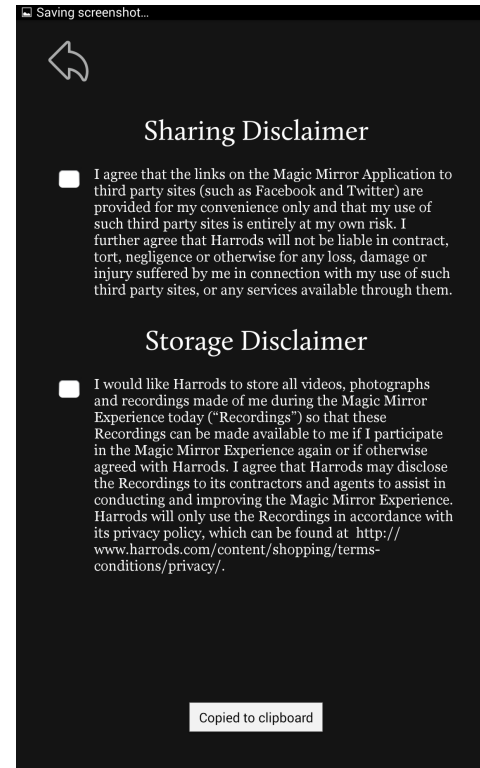 Saving screenshot...
Sharing Disclaimer
I agree that the links on the Magic Mirror Application to
third party sites (such as Facebook and Twitter) are
provided for my convenience only and that my use of
such third party sites is entirely at my own risk. I
further agree that Harrods will not be liable in contract,
tort, negligence or otherwise for any loss, damage or
injury suffered by me in connection with my use of such
third party sites, or any services available through them.
Storage Disclaimer
I would like Harrods to store all videos, photographs
and recordings made of me during the Magic Mirror
Experience today (“Recordings”) so that these
Recordings can be made available to me if I participate
in the Magic Mirror Experience again or if otherwise
agreed with Harrods. I agree that Harrods may disclose
the Recordings to its contractors and agents to assist in
conducting and improving the Magic Mirror Experience.
Harrods will only use the Recordings in accordance with
its privacy policy, which can be found at  http://
www.harrods.com/content/shopping/terms-
conditions/privacy/.
Copied to clipboard